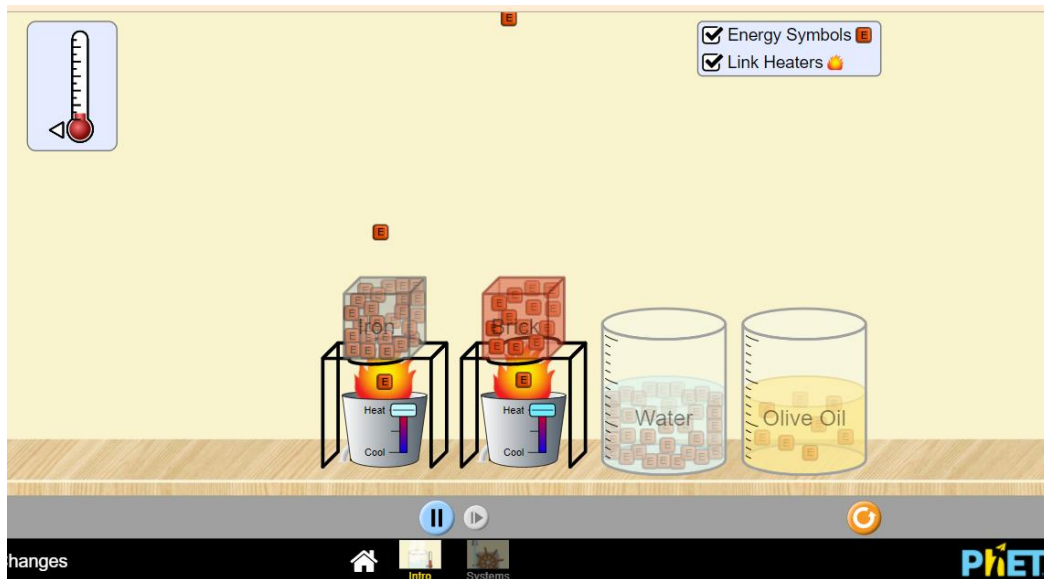 E
Energy Symbols E
Link Heaters
E
Iron
Brick
E
E
Heat
Heat
Water
Olive Oil
Cool
Cool
hanges
Intro
Systems
PhET